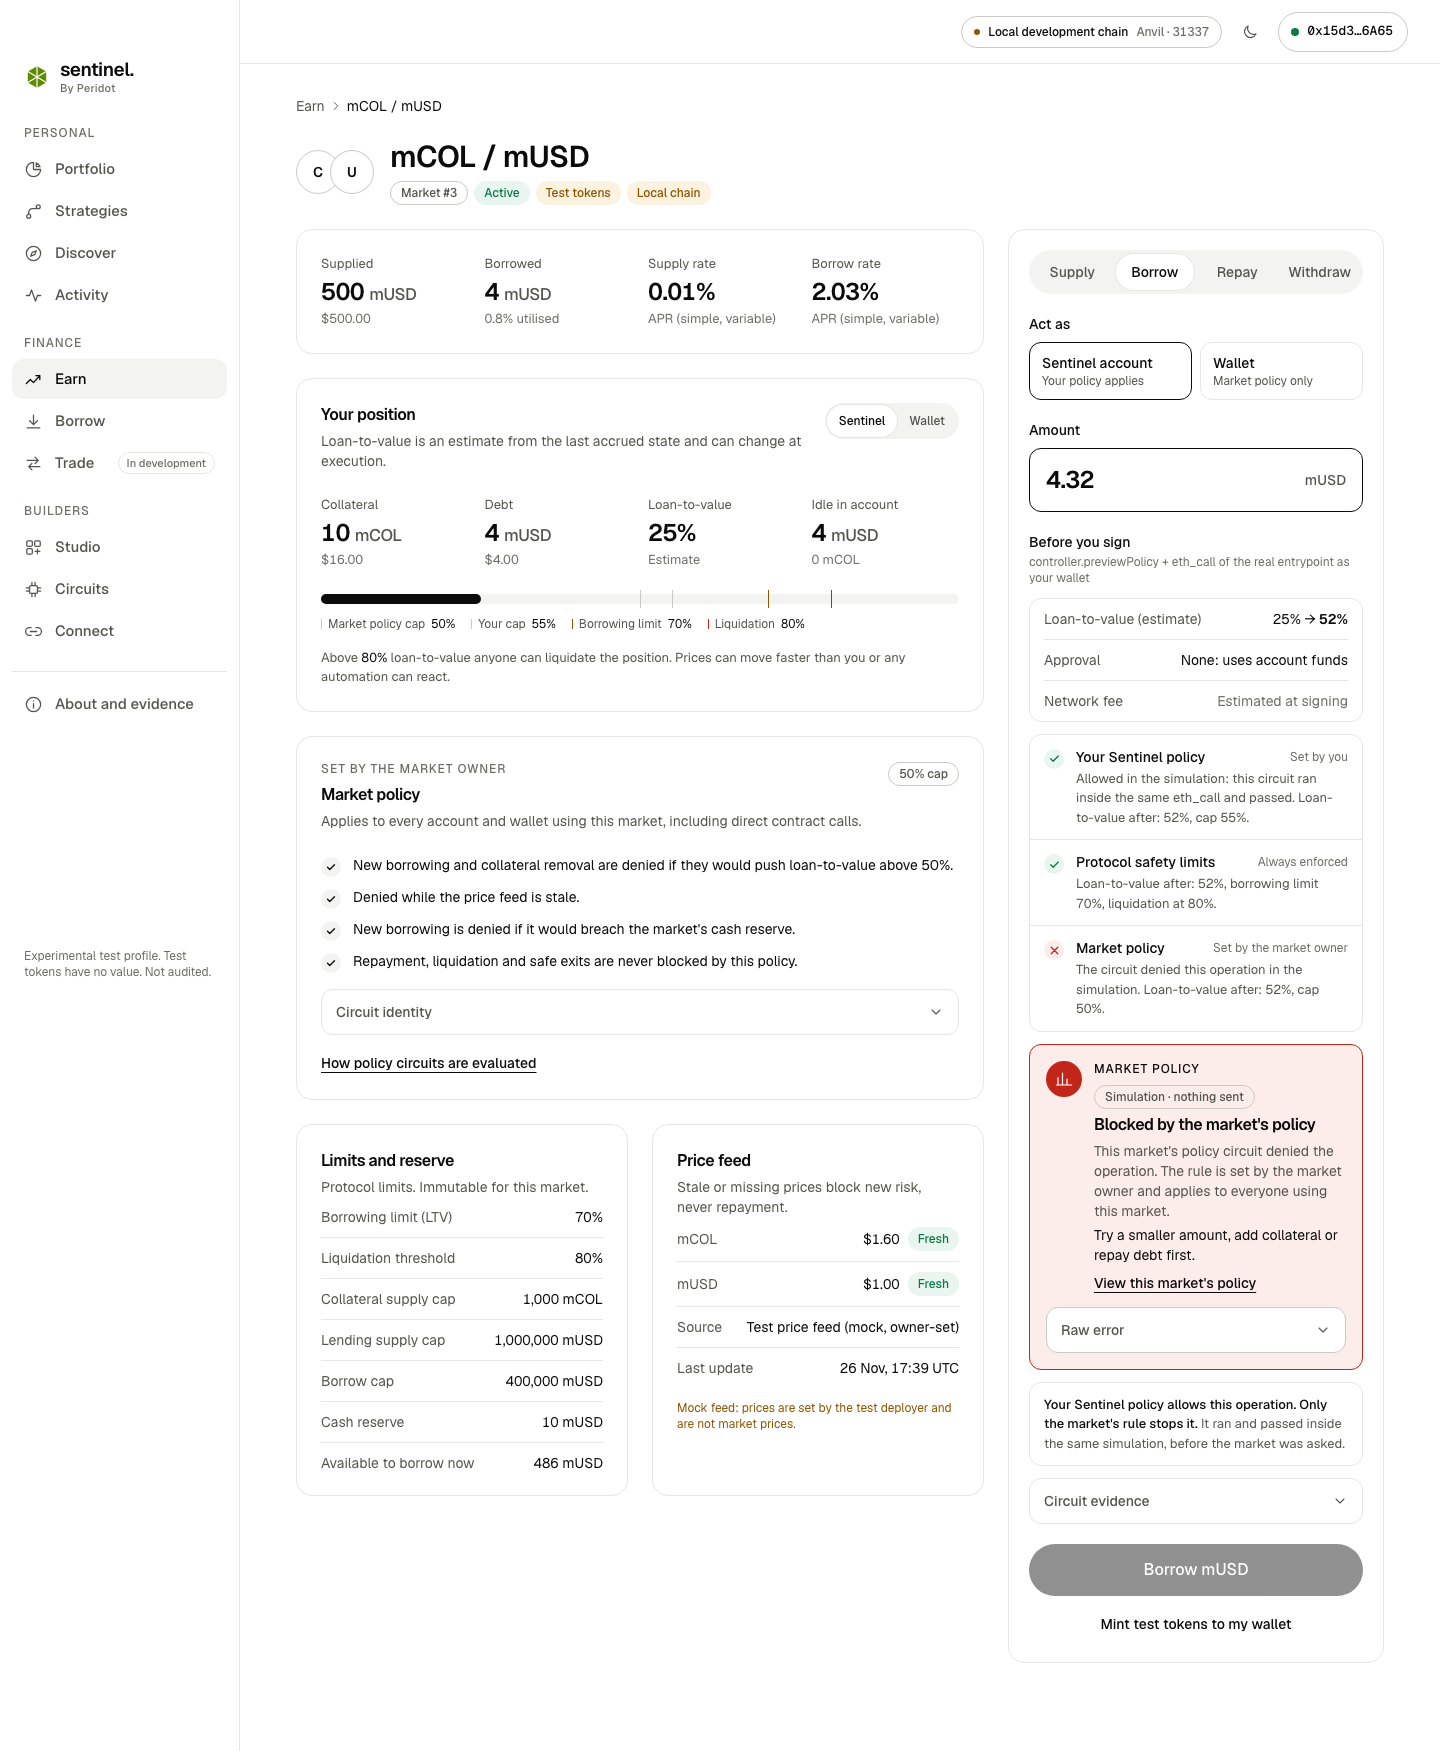 Local development chain Anvil · 31337
0x15d3…6A65
sentinel.
By Peridot
PERSONAL
Portfolio
Strategies
Discover
Activity
FINANCE
Earn
Borrow
Trade In development
BUILDERS
Studio
Circuits
Connect
About and evidence
Experimental test profile. Test
tokens have no value. Not audited.
Earn > mCOL / mUSD
C U
mCOL / mUSD
Market #3 Active Test tokens Local chain
Supplied Borrowed Supply rate Borrow rate
500 mUSD 4 mUSD 0.01% 2.03%
$500.00 0.8% utilised APR (simple, variable) APR (simple, variable)
Your position
Sentinel Wallet
Loan-to-value is an estimate from the last accrued state and can change at
execution.
Collateral Debt Loan-to-value Idle in account
10 mCOL 4 mUSD 25% 4 mUSD
$16.00 $4.00 Estimate 0 mCOL
Market policy cap 50% Your cap 55% Borrowing limit 70% Liquidation 80%
Above 80% loan-to-value anyone can liquidate the position. Prices can move faster than you or any
automation can react.
SET BY THE MARKET OWNER
50% cap
Market policy
Applies to every account and wallet using this market, including direct contract calls.
New borrowing and collateral removal are denied if they would push loan-to-value above 50%.
Denied while the price feed is stale.
New borrowing is denied if it would breach the market's cash reserve.
Repayment, liquidation and safe exits are never blocked by this policy.
Circuit identity
How policy circuits are evaluated
Limits and reserve
Protocol limits. Immutable for this market.
Borrowing limit (LTV) 70%
Liquidation threshold 80%
Collateral supply cap 1,000 mCOL
Lending supply cap 1,000,000 mUSD
Borrow cap 400,000 mUSD
Cash reserve 10 mUSD
Available to borrow now 486 mUSD
Price feed
Stale or missing prices block new risk,
never repayment.
mCOL $1.60 Fresh
mUSD $1.00 Fresh
Source Test price feed (mock, owner-set)
Last update 26 Nov, 17:39 UTC
Mock feed: prices are set by the test deployer and
are not market prices.
Supply Borrow Repay Withdraw
Act as
Sentinel account Wallet
Your policy applies Market policy only
Amount
4.32 mUSD
Before you sign
controller.previewPolicy + eth_call of the real entrypoint as
your wallet
Loan-to-value (estimate) 25% → 52%
Approval None: uses account funds
Network fee Estimated at signing
Your Sentinel policy Set by you
Allowed in the simulation: this circuit ran
inside the same eth_call and passed. Loan-
to-value after: 52%, cap 55%.
Protocol safety limits Always enforced
Loan-to-value after: 52%, borrowing limit
70%, liquidation at 80%.
Market policy Set by the market owner
The circuit denied this operation in the
simulation. Loan-to-value after: 52%, cap
50%.
MARKET POLICY
Simulation · nothing sent
Blocked by the market's policy
This market's policy circuit denied the
operation. The rule is set by the market
owner and applies to everyone using
this market.
Try a smaller amount, add collateral or
repay debt first.
View this market's policy
Raw error
Your Sentinel policy allows this operation. Only
the market's rule stops it. It ran and passed inside
the same simulation, before the market was asked.
Circuit evidence
Borrow mUSD
Mint test tokens to my wallet